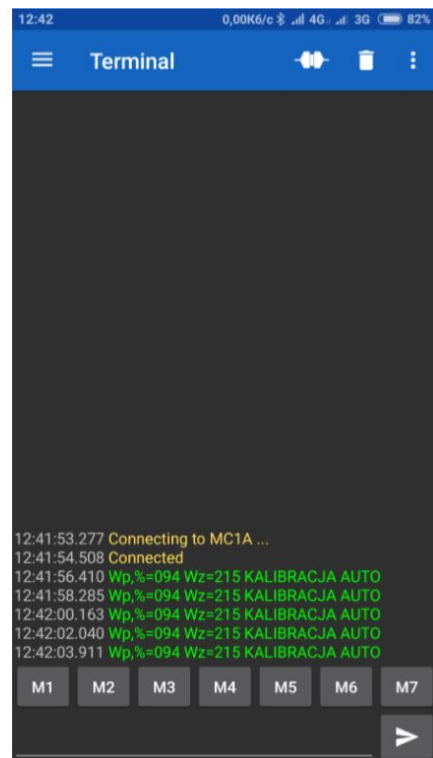 12:42 0,00Кб/с 4G 3G 82%
Terminal
12:41:53.277 Connecting to MC1A ...
12:41:54.508 Connected
12:41:56.410 Wp,%=094 Wz=215 KALIBRACJA AUTO
12:41:58.285 Wp,%=094 Wz=215 KALIBRACJA AUTO
12:42:00.163 Wp,%=094 Wz=215 KALIBRACJA AUTO
12:42:02.040 Wp,%=094 Wz=215 KALIBRACJA AUTO
12:42:03.911 Wp,%=094 Wz=215 KALIBRACJA AUTO
M1 M2 M3 M4 M5 M6 M7